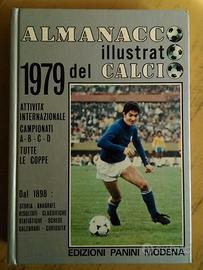 ALMANACCO
illustrato
1979 del CALCIO
ATTIVITÀ
INTERNAZIONALE
CAMPIONATI
A-B-C-D
TUTTE
LE COPPE
Dal 1898:
STORIA - ANAGRAFE
RISULTATI - CLASSIFICHE
STATISTICHE - SCHEDE
CALENDARI - CURIOSITÀ
EDIZIONI PANINI MODENA